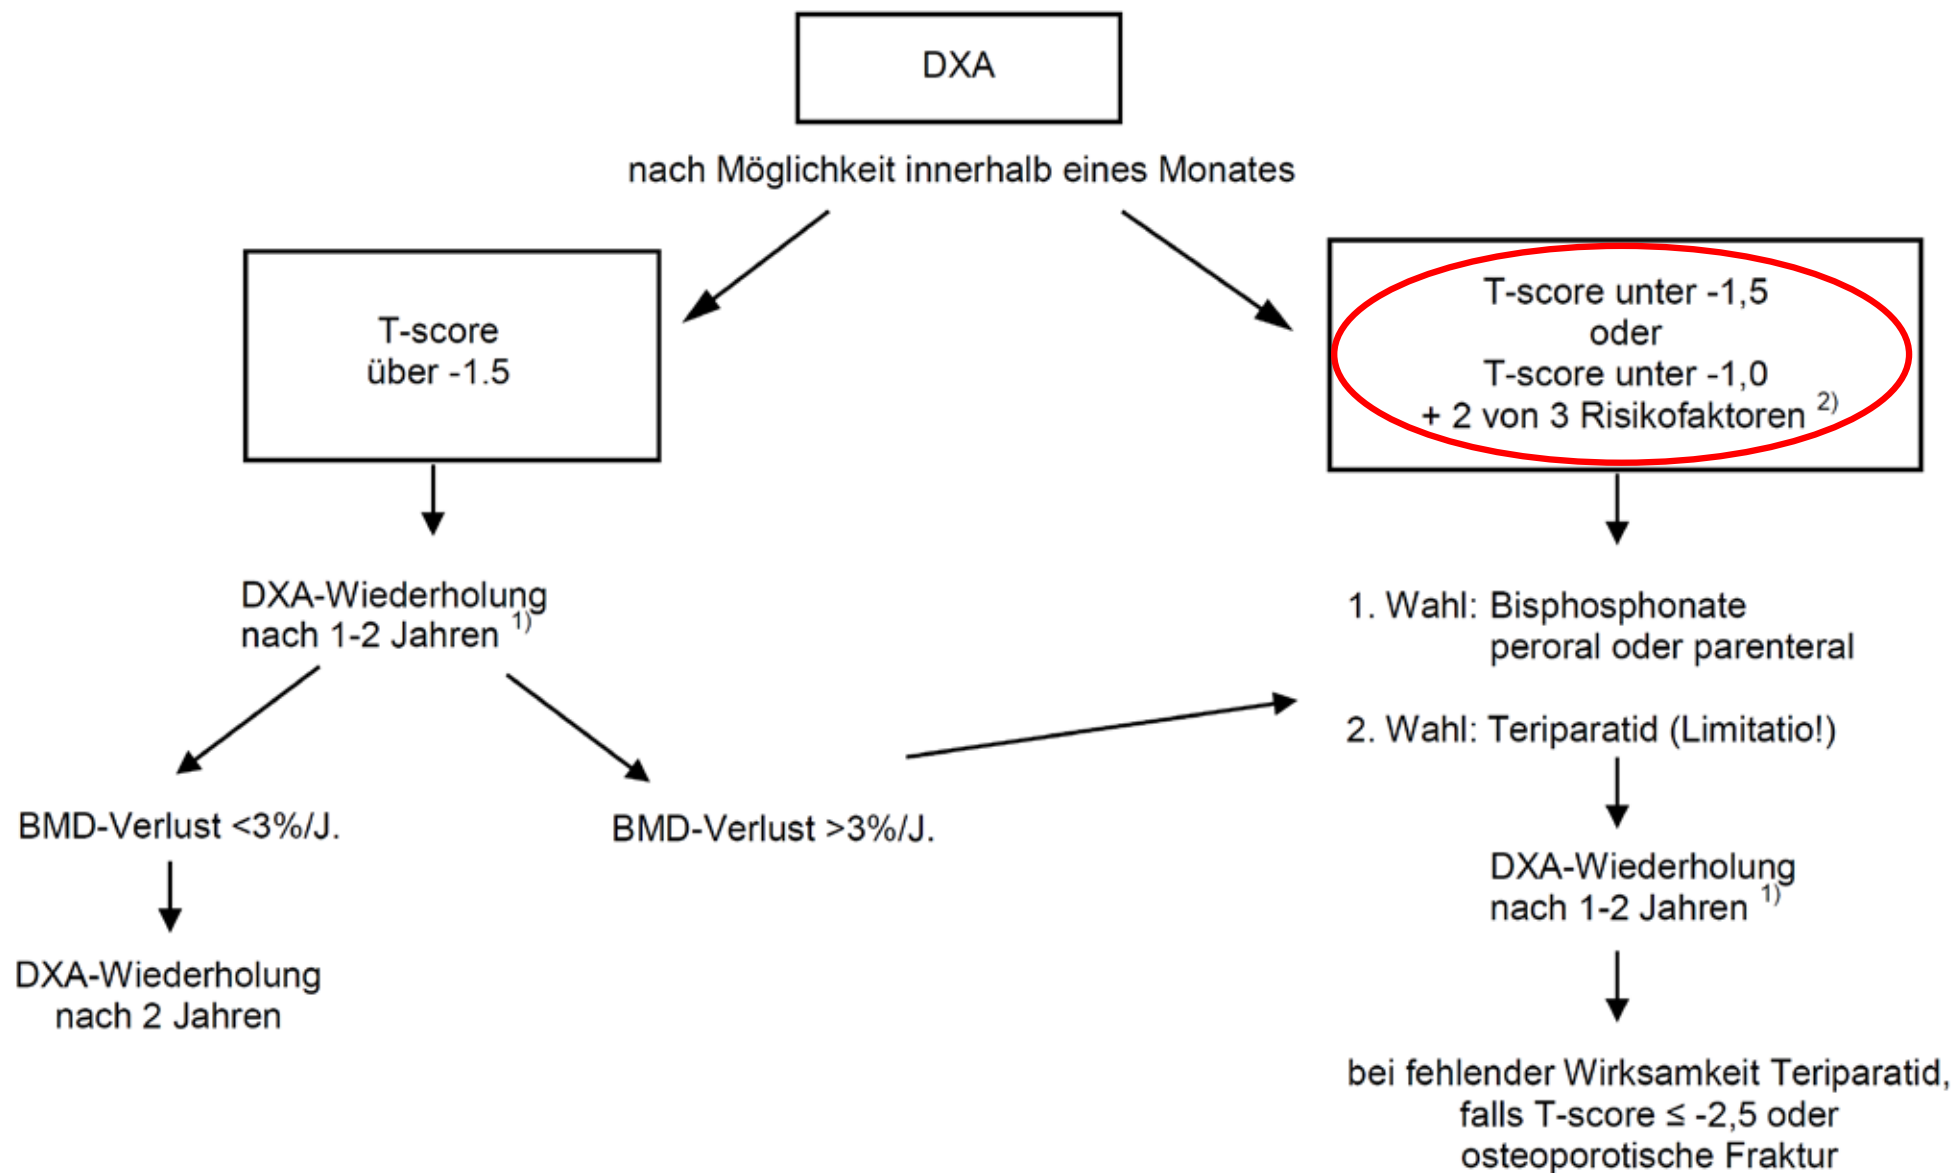 DXA
nach Möglichkeit innerhalb eines Monates
T-score
über -1.5
T-score unter -1,5
oder
T-score unter -1,0
+ 2 von 3 Risikofaktoren 2)
DXA-Wiederholung
nach 1-2 Jahren 1)
1. Wahl: Bisphosphonate
peroral oder parenteral
2. Wahl: Teriparatid (Limitatio!)
BMD-Verlust <3%/J.
BMD-Verlust >3%/J.
DXA-Wiederholung
nach 1-2 Jahren 1)
DXA-Wiederholung
nach 2 Jahren
bei fehlender Wirksamkeit Teriparatid,
falls T-score ≤ -2,5 oder
osteoporotische Fraktur